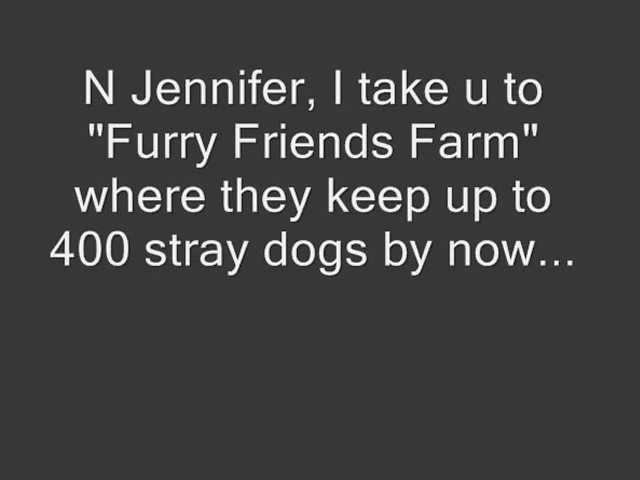 N Jennifer, I take u to
"Furry Friends Farm"
where they keep up to
400 stray dogs by now...